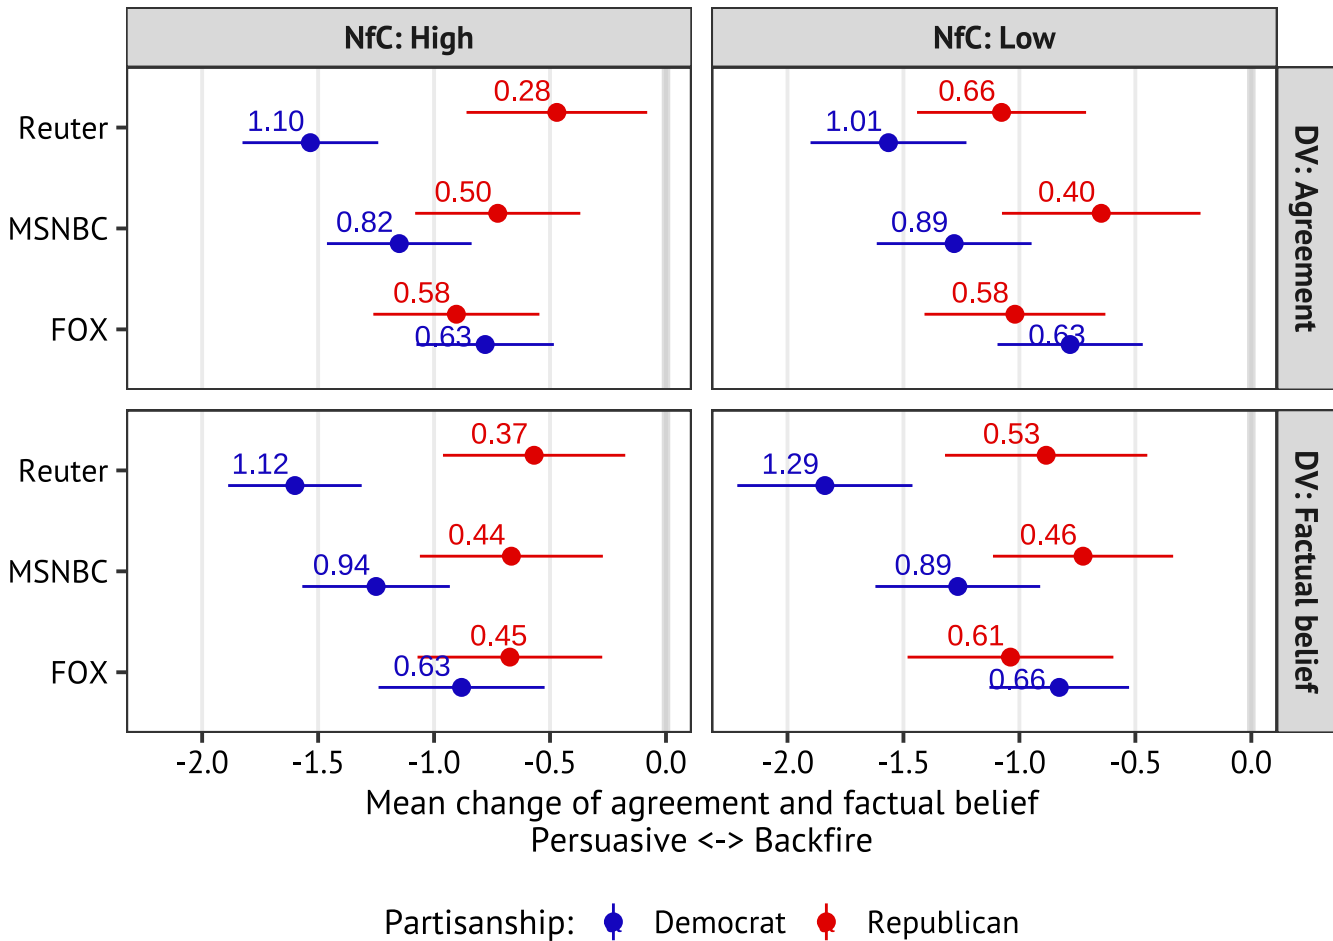 NfC: High
NfC: Low
Reuter
MSNBC
FOX
0.28
1.10
0.50
0.82
0.58
0.63
0.66
1.01
0.40
0.89
0.58
0.63
DV: Agreement
Reuter
MSNBC
FOX
0.37
1.12
0.44
0.94
0.45
0.63
0.53
1.29
0.46
0.89
0.61
0.66
DV: Factual belief
-2.0 -1.5 -1.0 -0.5 0.0
-2.0 -1.5 -1.0 -0.5 0.0
Mean change of agreement and factual belief
Persuasive <-> Backfire
Partisanship: Democrat Republican